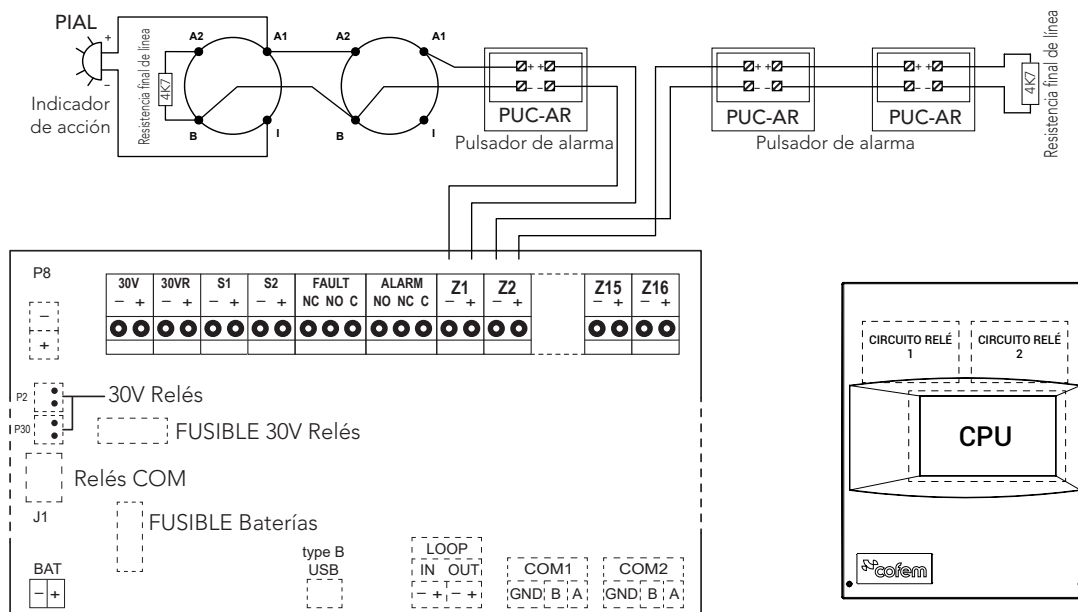 PIAL
+
−
Indicador
de acción
Resistencia final de línea
4K7
A2
A1
B
I
A2
A1
B
I
+ +
− −
PUC-AR
Pulsador de alarma
+ +
− −
PUC-AR
+ +
− −
PUC-AR
Pulsador de alarma
4K7
Resistencia final de línea
P8
−
+
30V 30VR S1 S2 FAULT ALARM Z1 Z2 Z15 Z16
− + − + − + − + NC NO C NO NC C − + − + − + − +
P2
P30
30V Relés
FUSIBLE 30V Relés
Relés COM
J1
FUSIBLE Baterías
BAT
− +
type B
USB
LOOP
IN OUT
− + − +
COM1
GND B A
COM2
GND B A
CIRCUITO RELÉ
1
CIRCUITO RELÉ
2
CPU
cofem